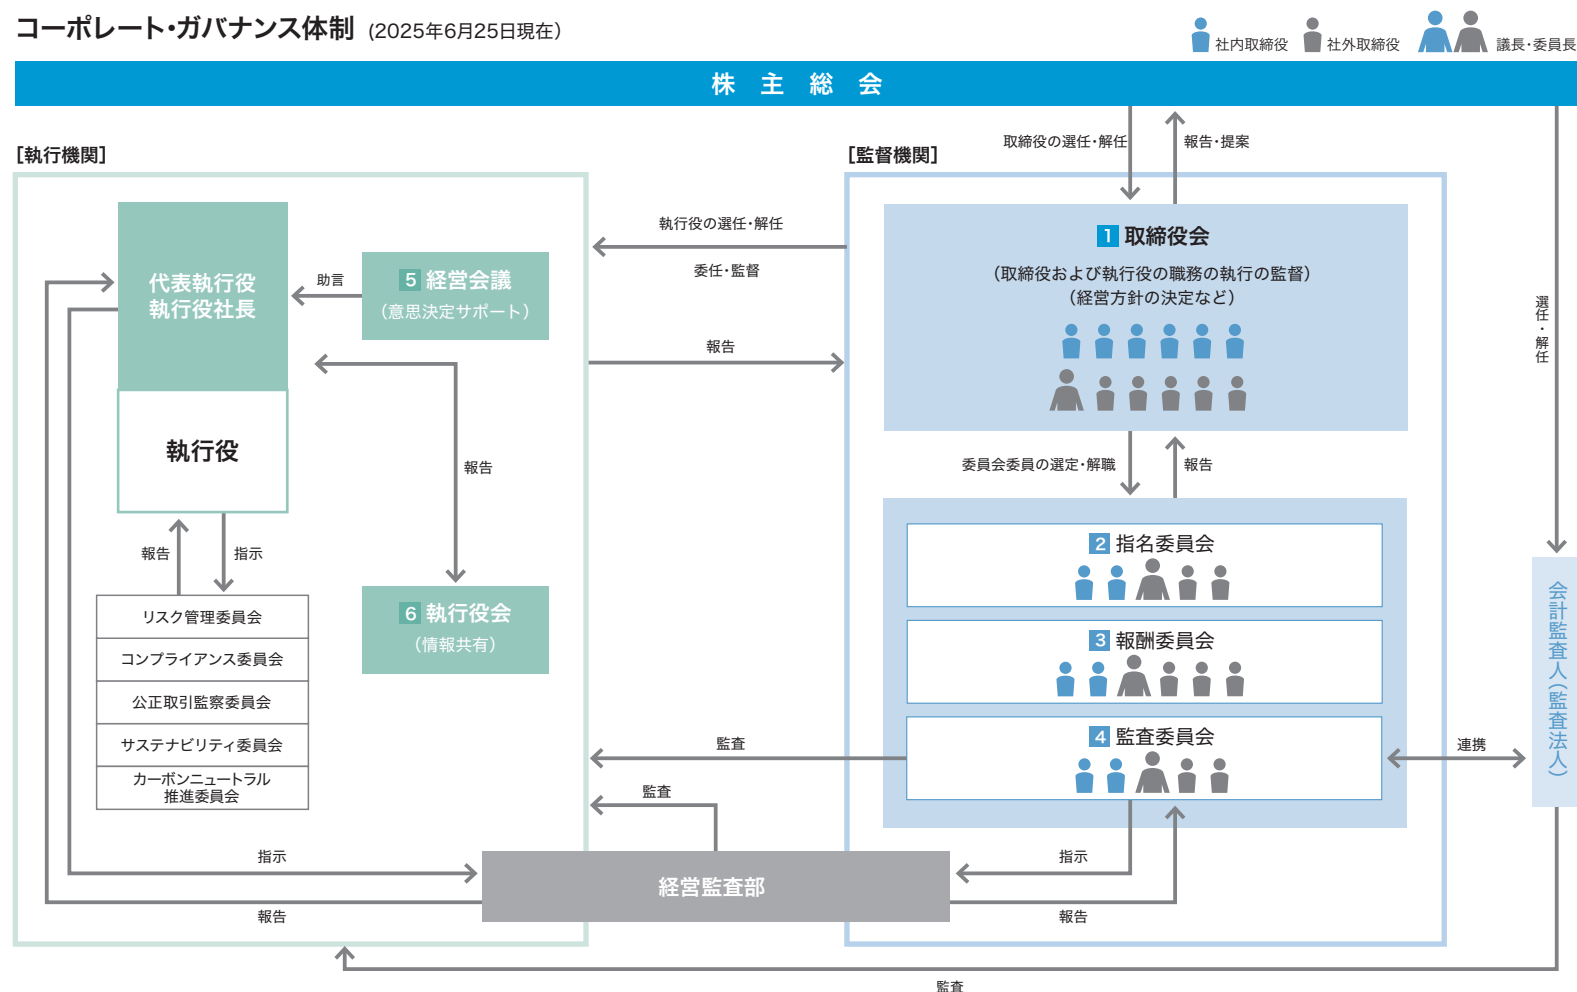 コーポレート・ガバナンス体制 (2025年6月25日現在)
社内取締役
社外取締役
議長・委員長
株主総会
[執行機関]
[監督機関]
取締役の選任・解任
報告・提案
代表執行役
執行役社長
助言
5 経営会議
(意思決定サポート)
執行役の選任・解任
委任・監督
報告
1 取締役会
(取締役および執行役の職務の執行の監督)
(経営方針の決定など)
選任・解任
執行役
報告
委員会委員の選定・解職
報告
報告
指示
2 指名委員会
リスク管理委員会
コンプライアンス委員会
公正取引監察委員会
サステナビリティ委員会
カーボンニュートラル
推進委員会
6 執行役会
(情報共有)
3 報酬委員会
会計監査人(監査法人)
監査
4 監査委員会
連携
監査
指示
経営監査部
指示
報告
報告
監査